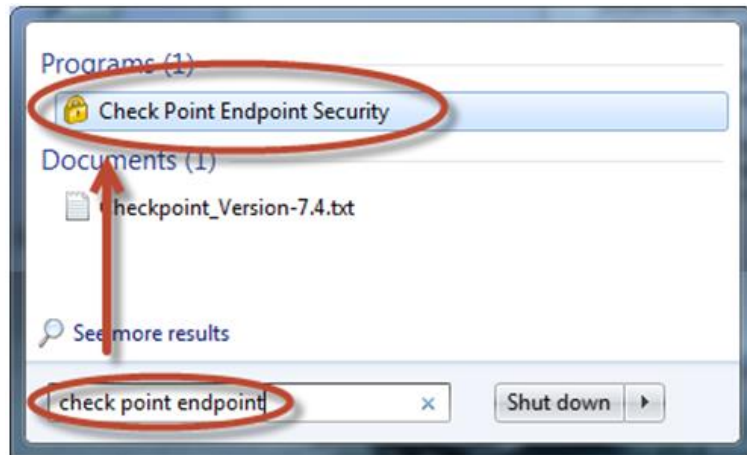 Programs (1)
Check Point Endpoint Security
Documents (1)
Checkpoint_Version-7.4.txt
See more results
check point endpoint
Shut down